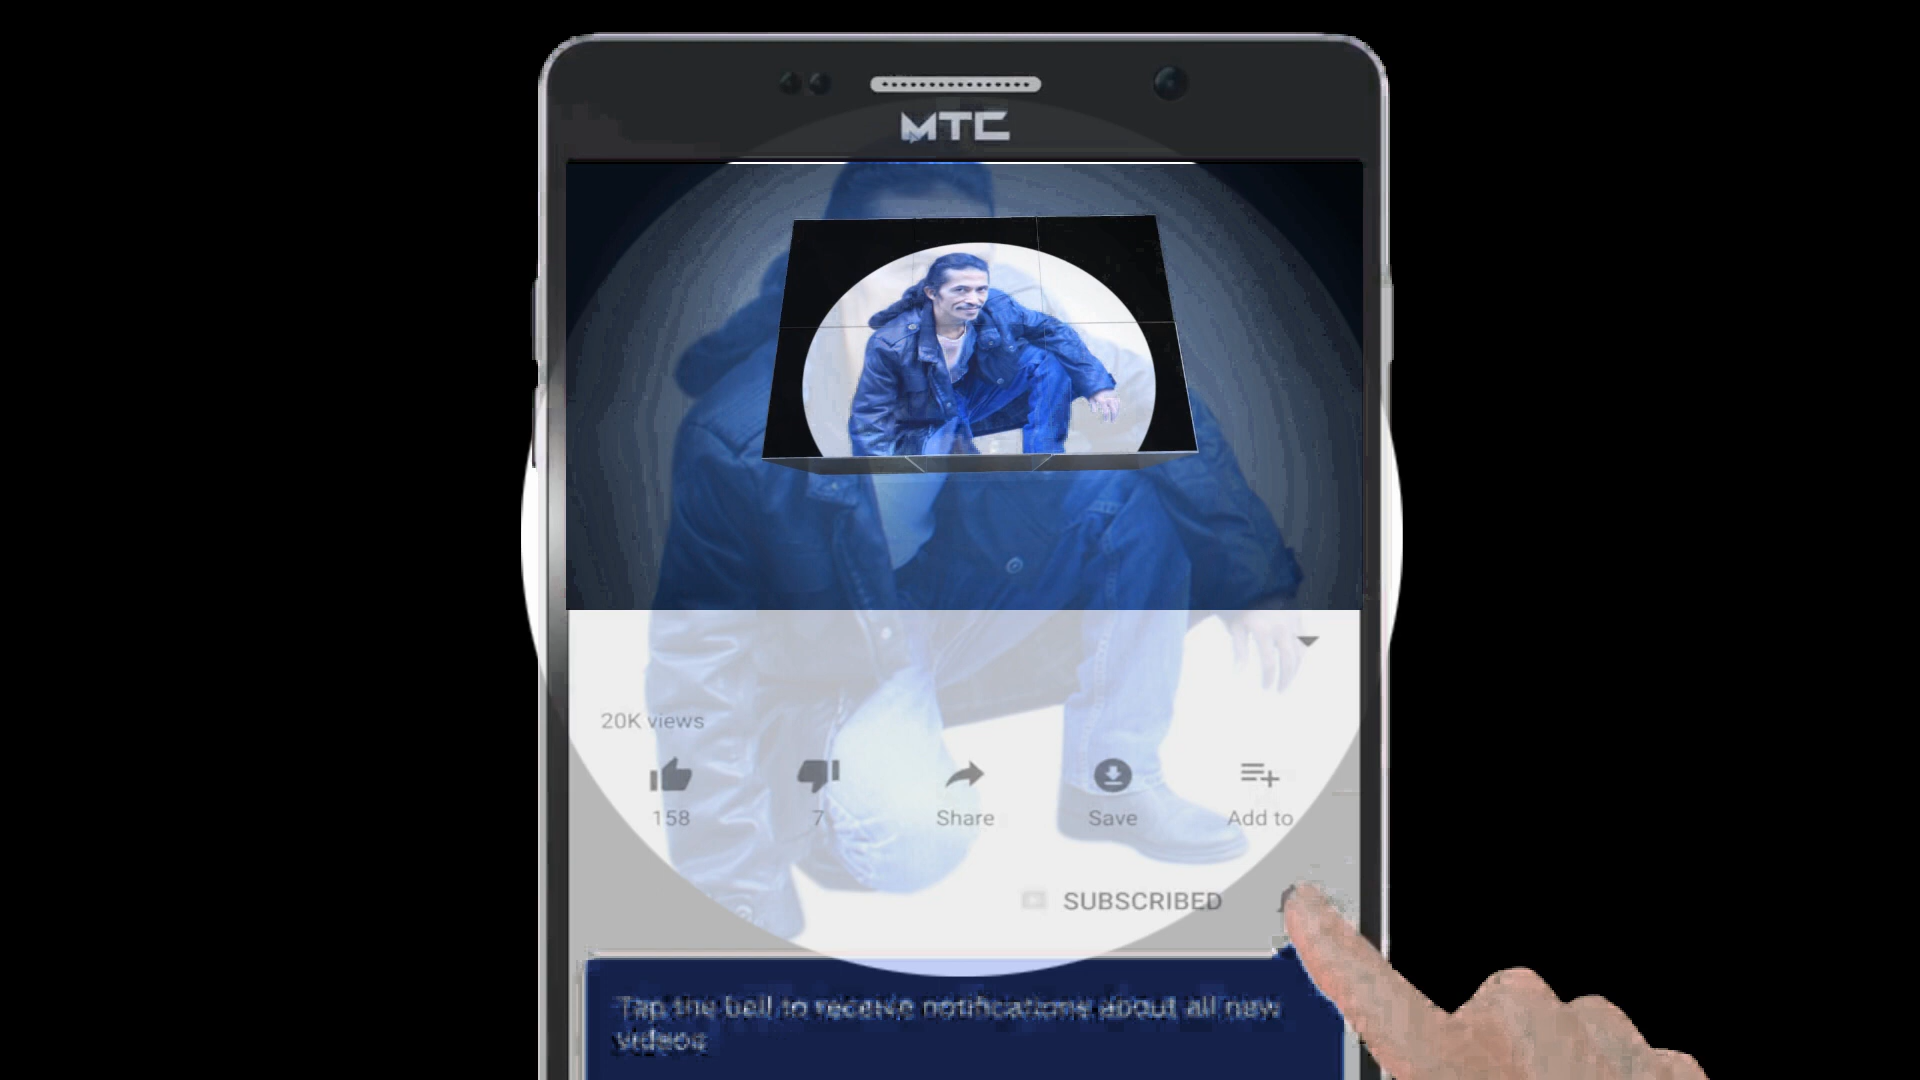 MTC
20K views
158
7
Share
Save
Add to
SUBSCRIBED
Tap the bell to receive notifications about all new
videos